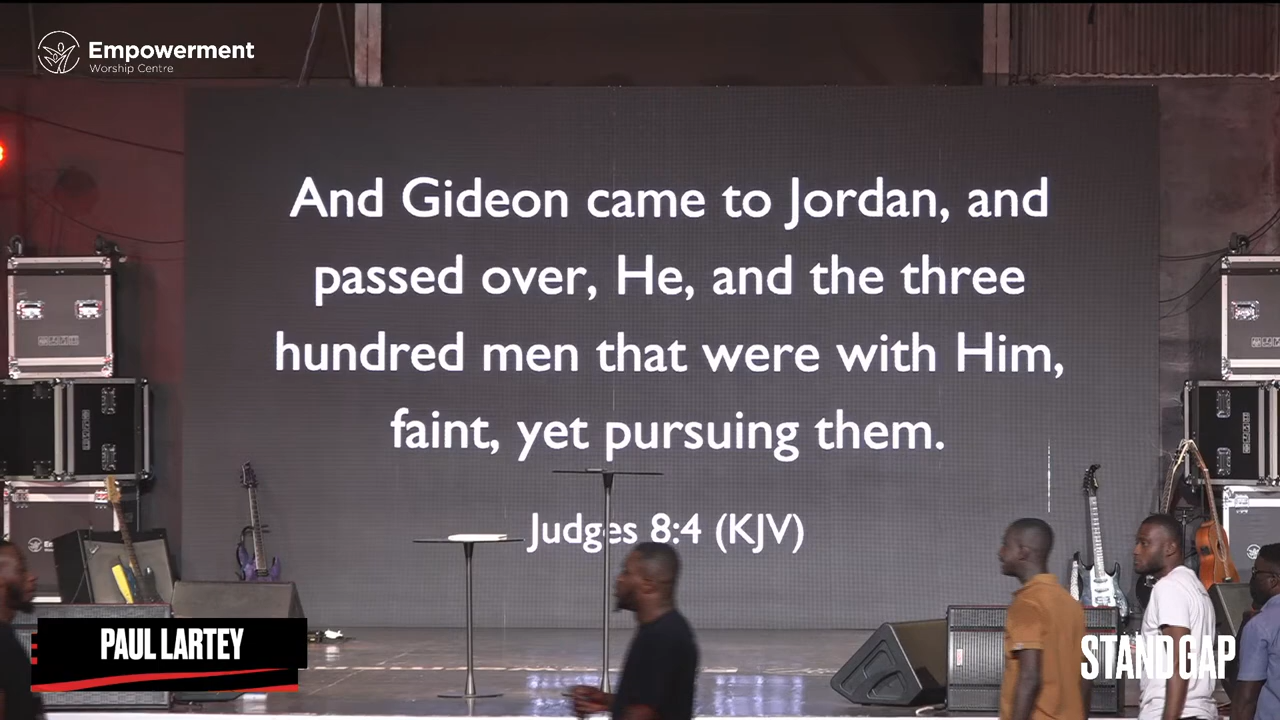 Empowerment
Worship Centre
And Gideon came to Jordan, and
passed over, He, and the three
hundred men that were with Him,
faint, yet pursuing them.
Judges 8:4 (KJV)
PAUL LARTEY
STAND GAP